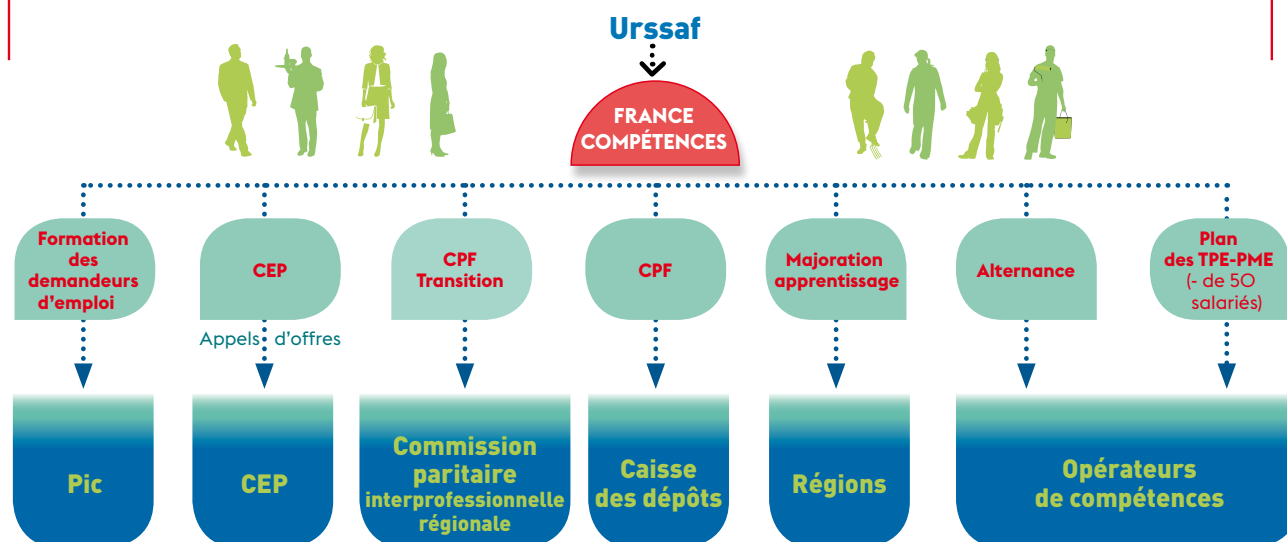 Urssaf
FRANCE
COMPÉTENCES
Formation
des
demandeurs
d'emploi
CEP
CPF
Transition
CPF
Majoration
apprentissage
Alternance
Plan
des TPE-PME
(- de 50
salariés)
Appels d'offres
Pic
CEP
Commission
paritaire
interprofessionnelle
régionale
Caisse
des dépôts
Régions
Opérateurs
de compétences